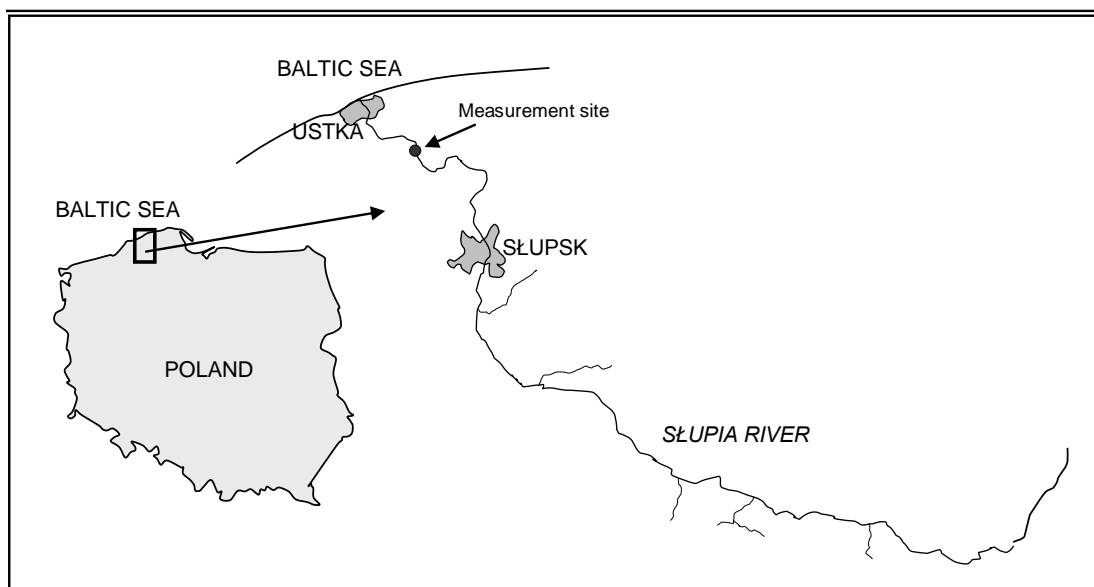 BALTIC SEA
Measurement site
USTKA
BALTIC SEA
SŁUPSK
POLAND
SŁUPIA RIVER